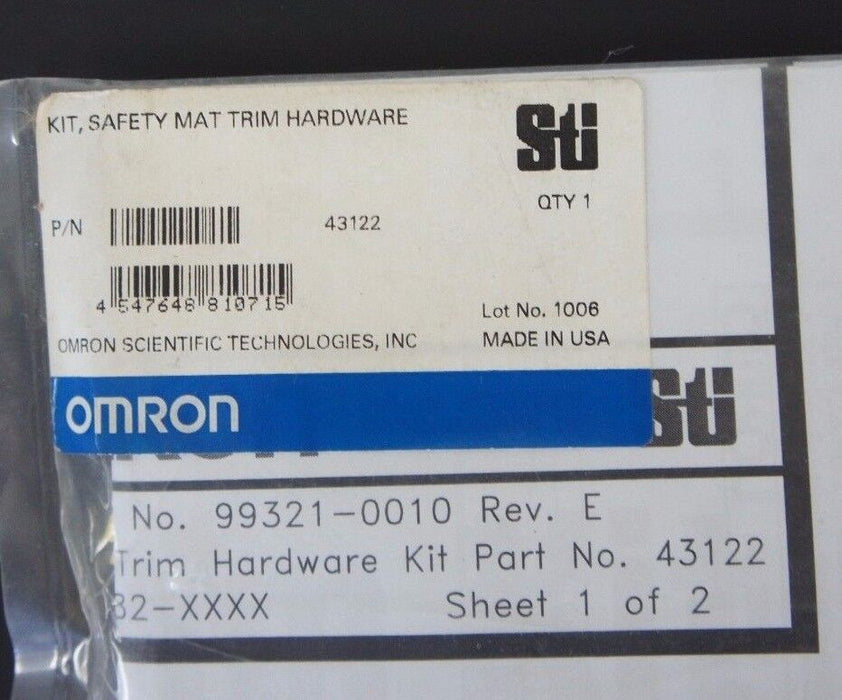 KIT, SAFETY MAT TRIM HARDWARE
Sti
QTY 1
P/N 43122
4 547648 810715
Lot No. 1006
OMRON SCIENTIFIC TECHNOLOGIES, INC MADE IN USA
OMRON
Sti
No. 99321-0010 Rev. E
Trim Hardware Kit Part No. 43122
32-XXXX Sheet 1 of 2